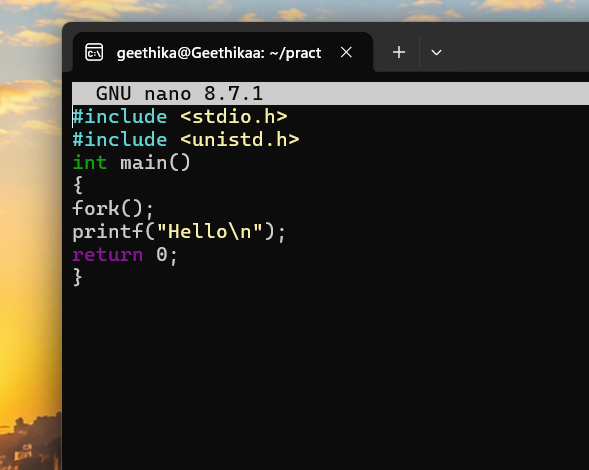 geethika@Geethikaa: ~/pract
GNU nano 8.7.1
#include <stdio.h>
#include <unistd.h>
int main()
{
fork();
printf("Hello\n");
return 0;
}